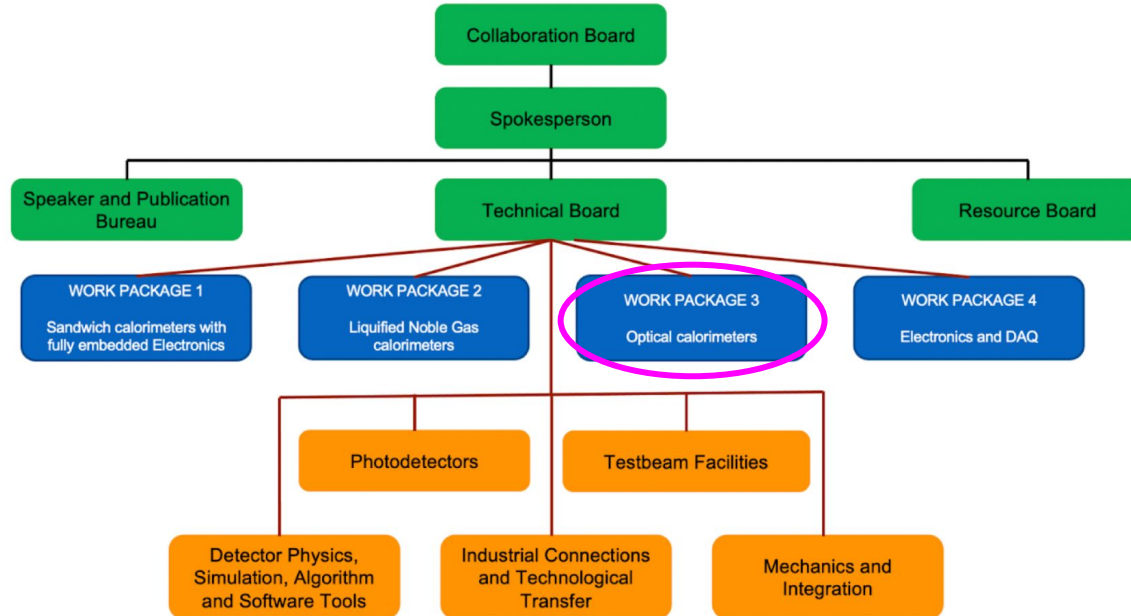 Collaboration Board
Spokesperson
Speaker and Publication
Bureau
Technical Board
Resource Board
WORK PACKAGE 1
Sandwich calorimeters with
fully embedded Electronics
WORK PACKAGE 2
Liquified Noble Gas
calorimeters
WORK PACKAGE 3
Optical calorimeters
WORK PACKAGE 4
Electronics and DAQ
Photodetectors
Testbeam Facilities
Detector Physics,
Simulation, Algorithm
and Software Tools
Industrial Connections
and Technological
Transfer
Mechanics and
Integration